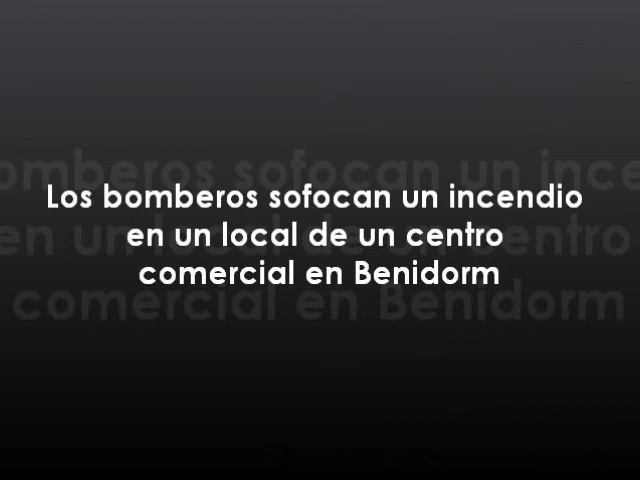 Los bomberos sofocan un incendio
en un local de un centro
comercial en Benidorm